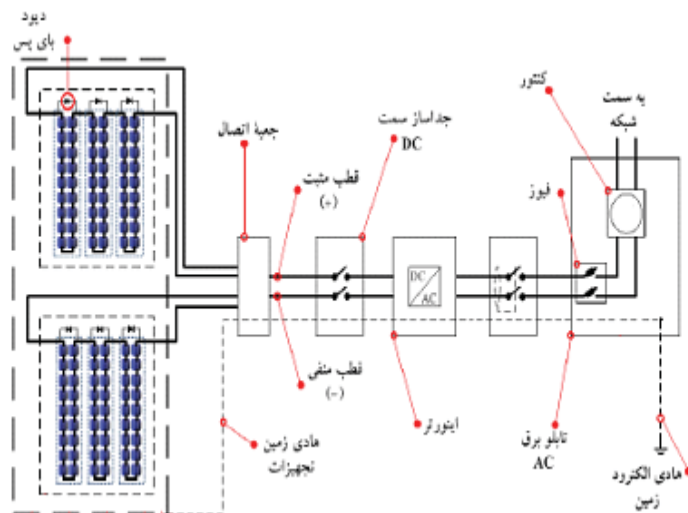 دیود
بای پس
جعبهٔ اتصال
قطب مثبت
(+)
جداساز سمت
DC
کنتور
به سمت
شبکه
فیوز
DC
AC
قطب منفی
(-)
هادی زمین
تجهیزات
اینورتر
تابلو برق
AC
هادی الکترود
زمین